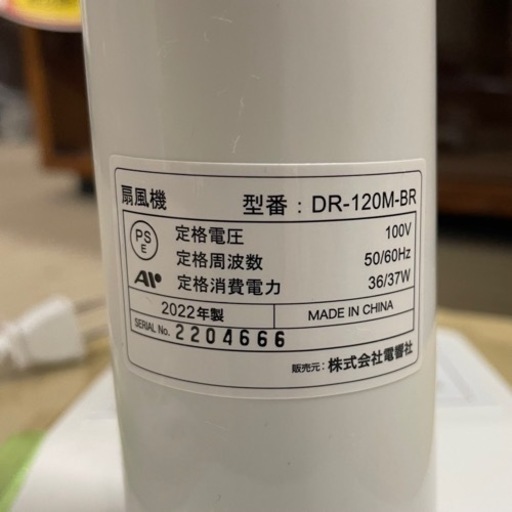 扇風機 型番：DR-120M-BR
PS
E
定格電圧 100V
定格周波数 50/60Hz
定格消費電力 36/37W
2022年製 MADE IN CHINA
SERIAL No. 2204666
販売元：株式会社電響社